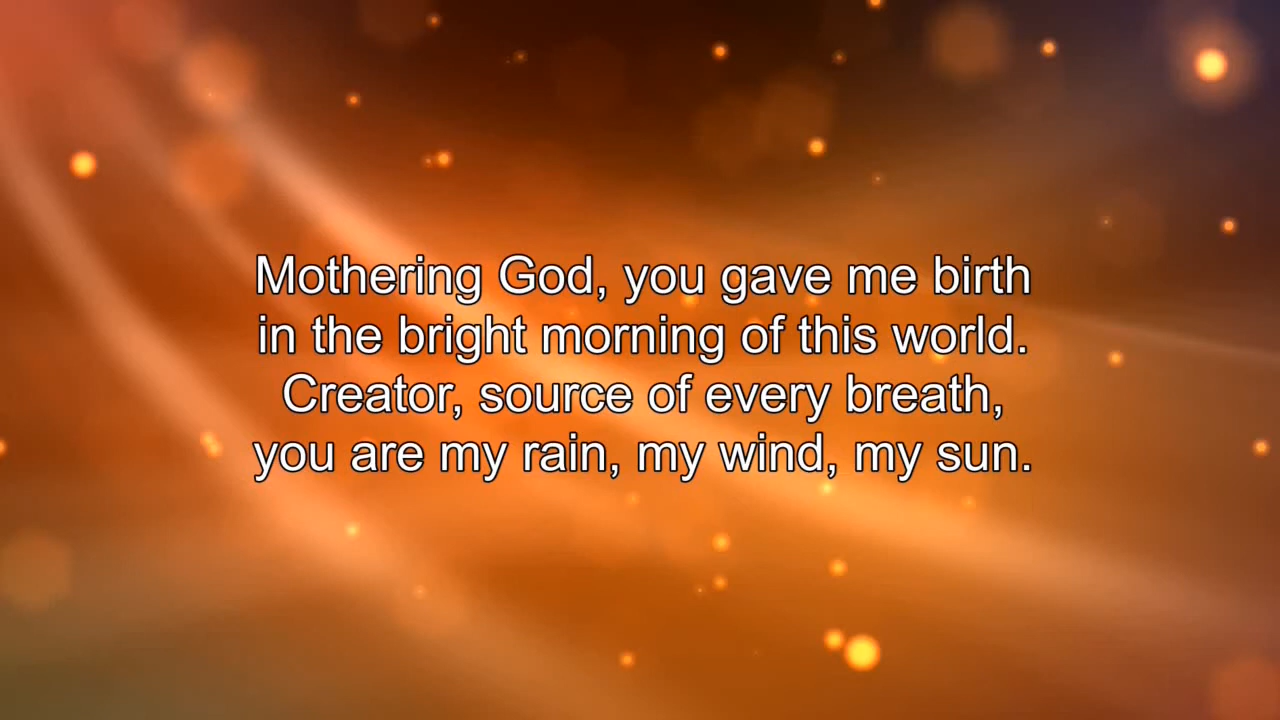 Mothering God, you gave me birth
in the bright morning of this world.
Creator, source of every breath,
you are my rain, my wind, my sun.